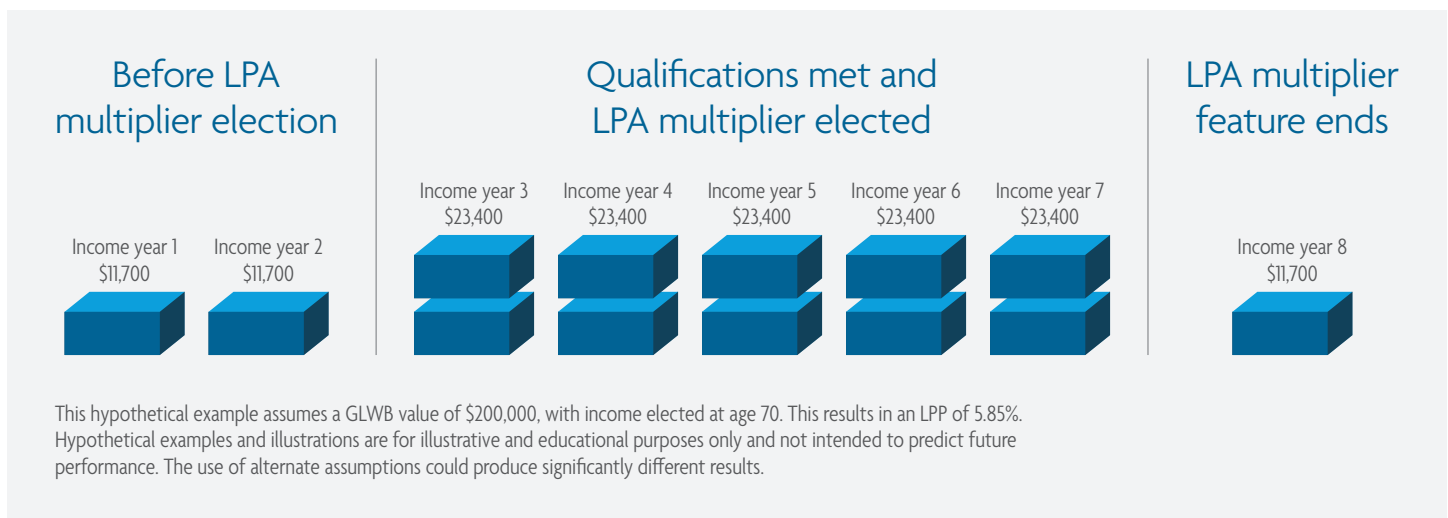 Before LPA
multiplier election
Qualifications met and
LPA multiplier elected
LPA multiplier
feature ends
Income year 1
$11,700
Income year 2
$11,700
Income year 3
$23,400
Income year 4
$23,400
Income year 5
$23,400
Income year 6
$23,400
Income year 7
$23,400
Income year 8
$11,700
This hypothetical example assumes a GLWB value of $200,000, with income elected at age 70. This results in an LPP of 5.85%.
Hypothetical examples and illustrations are for illustrative and educational purposes only and not intended to predict future
performance. The use of alternate assumptions could produce significantly different results.